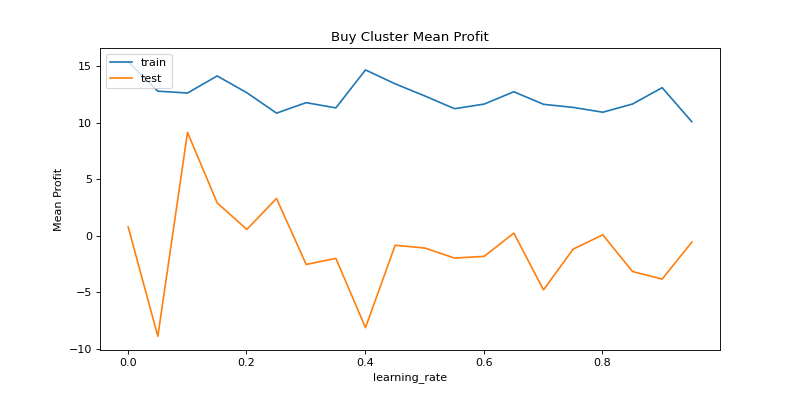 Buy Cluster Mean Profit
train
test
15
10
5
0
−5
−10
Mean Profit
0.0 0.2 0.4 0.6 0.8
learning_rate